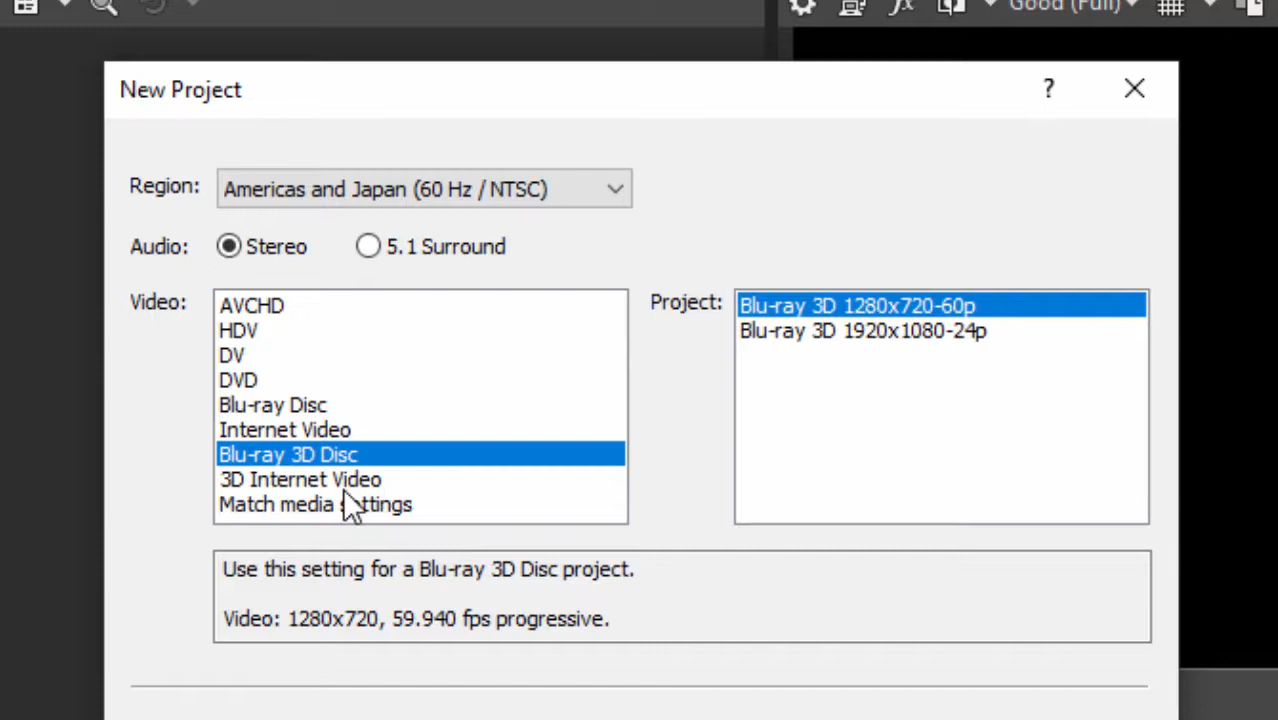 Good (Full)
New Project
?
Region: Americas and Japan (60 Hz / NTSC)
Audio: Stereo 5.1 Surround
Video:
AVCHD
HDV
DV
DVD
Blu-ray Disc
Internet Video
Blu-ray 3D Disc
3D Internet Video
Match media settings
Project:
Blu-ray 3D 1280x720-60p
Blu-ray 3D 1920x1080-24p
Use this setting for a Blu-ray 3D Disc project.
Video: 1280x720, 59.940 fps progressive.